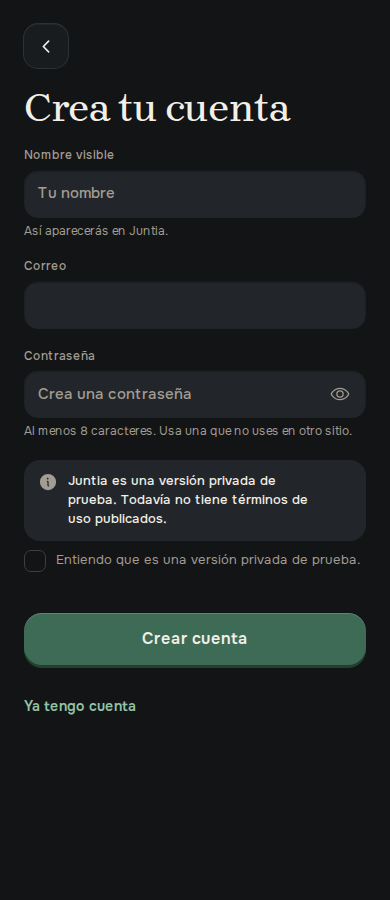 Crea tu cuenta
Nombre visible
Tu nombre
Así aparecerás en Juntia.
Correo
Contraseña
Crea una contraseña
Al menos 8 caracteres. Usa una que no uses en otro sitio.
Juntia es una versión privada de
prueba. Todavía no tiene términos de
uso publicados.
Entiendo que es una versión privada de prueba.
Crear cuenta
Ya tengo cuenta